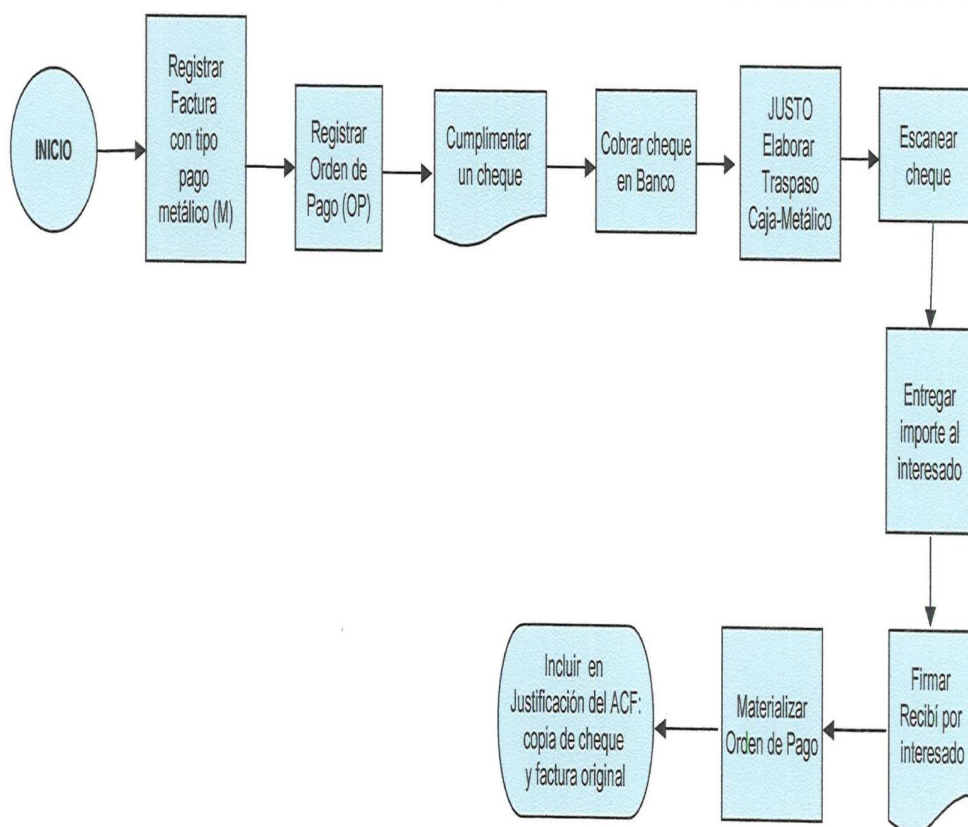 INICIO
Registrar
Factura
con tipo
pago
metálico (M)
Registrar
Orden de
Pago (OP)
Cumplimentar
un cheque
Cobrar cheque
en Banco
JUSTO
Elaborar
Traspaso
Caja-Metálico
Escanear
cheque
Entregar
importe al
interesado
Firmar
Recibí por
interesado
Materializar
Orden de Pago
Incluir en
Justificación del ACF:
copia de cheque
y factura original